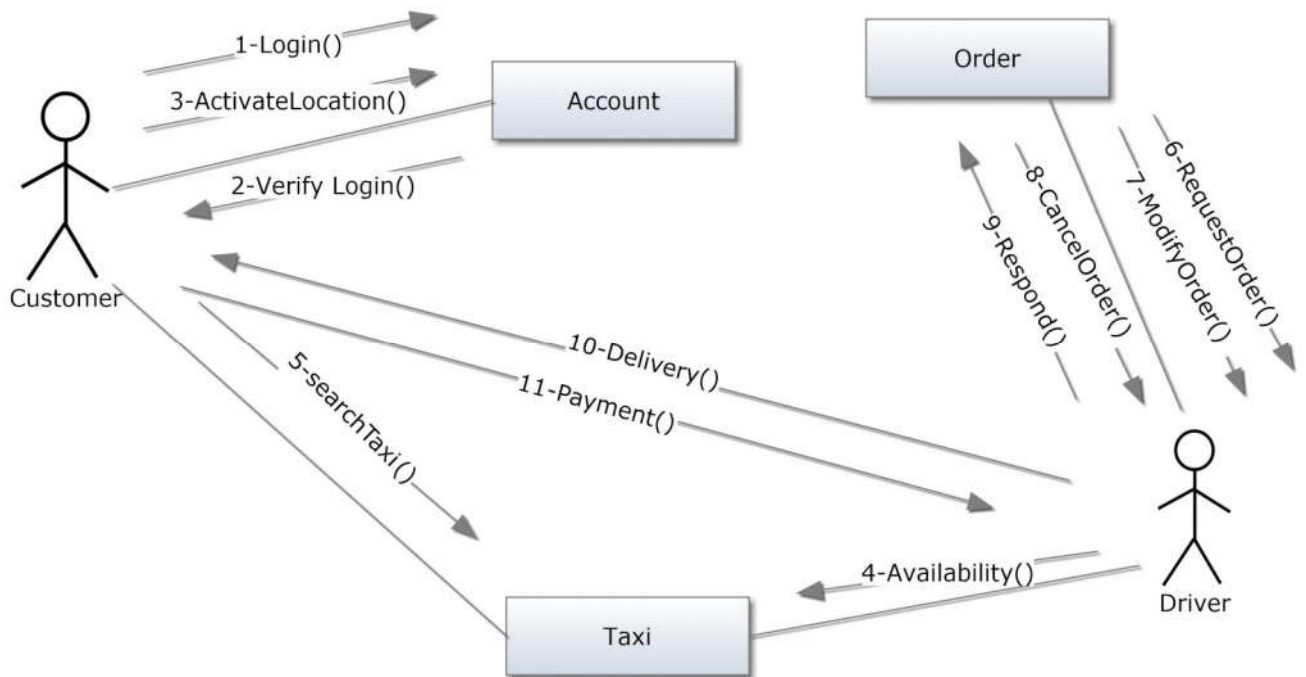 1-Login()
Order
3-ActivateLocation()
Account
2-Verify Login()
6-RequestOrder()
7-ModifyOrder()
8-CancelOrder()
9-Respond()
Customer
10-Delivery()
11-Payment()
5-searchTaxi()
4-Availability()
Driver
Taxi